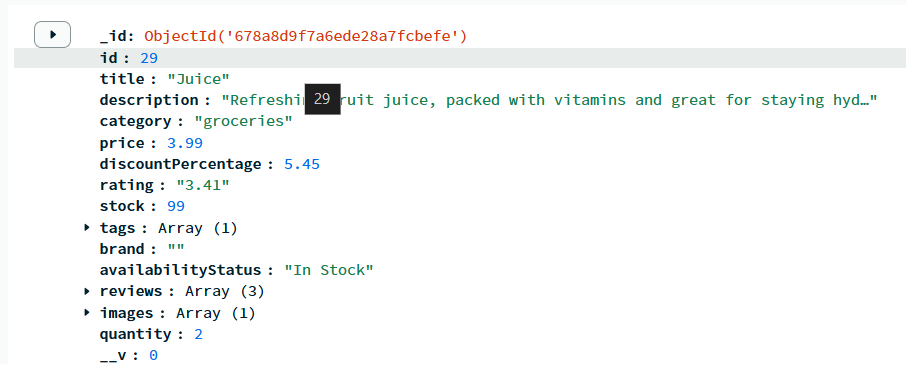 _id: ObjectId('678a8d9f7a6ede28a7fcbefe')
id : 29
title : "Juice"
description : "Refreshin 29 ruit juice, packed with vitamins and great for staying hyd…"
category : "groceries"
price : 3.99
discountPercentage : 5.45
rating : "3.41"
stock : 99
tags : Array (1)
brand : ""
availabilityStatus : "In Stock"
reviews : Array (3)
images : Array (1)
quantity : 2
__v : 0